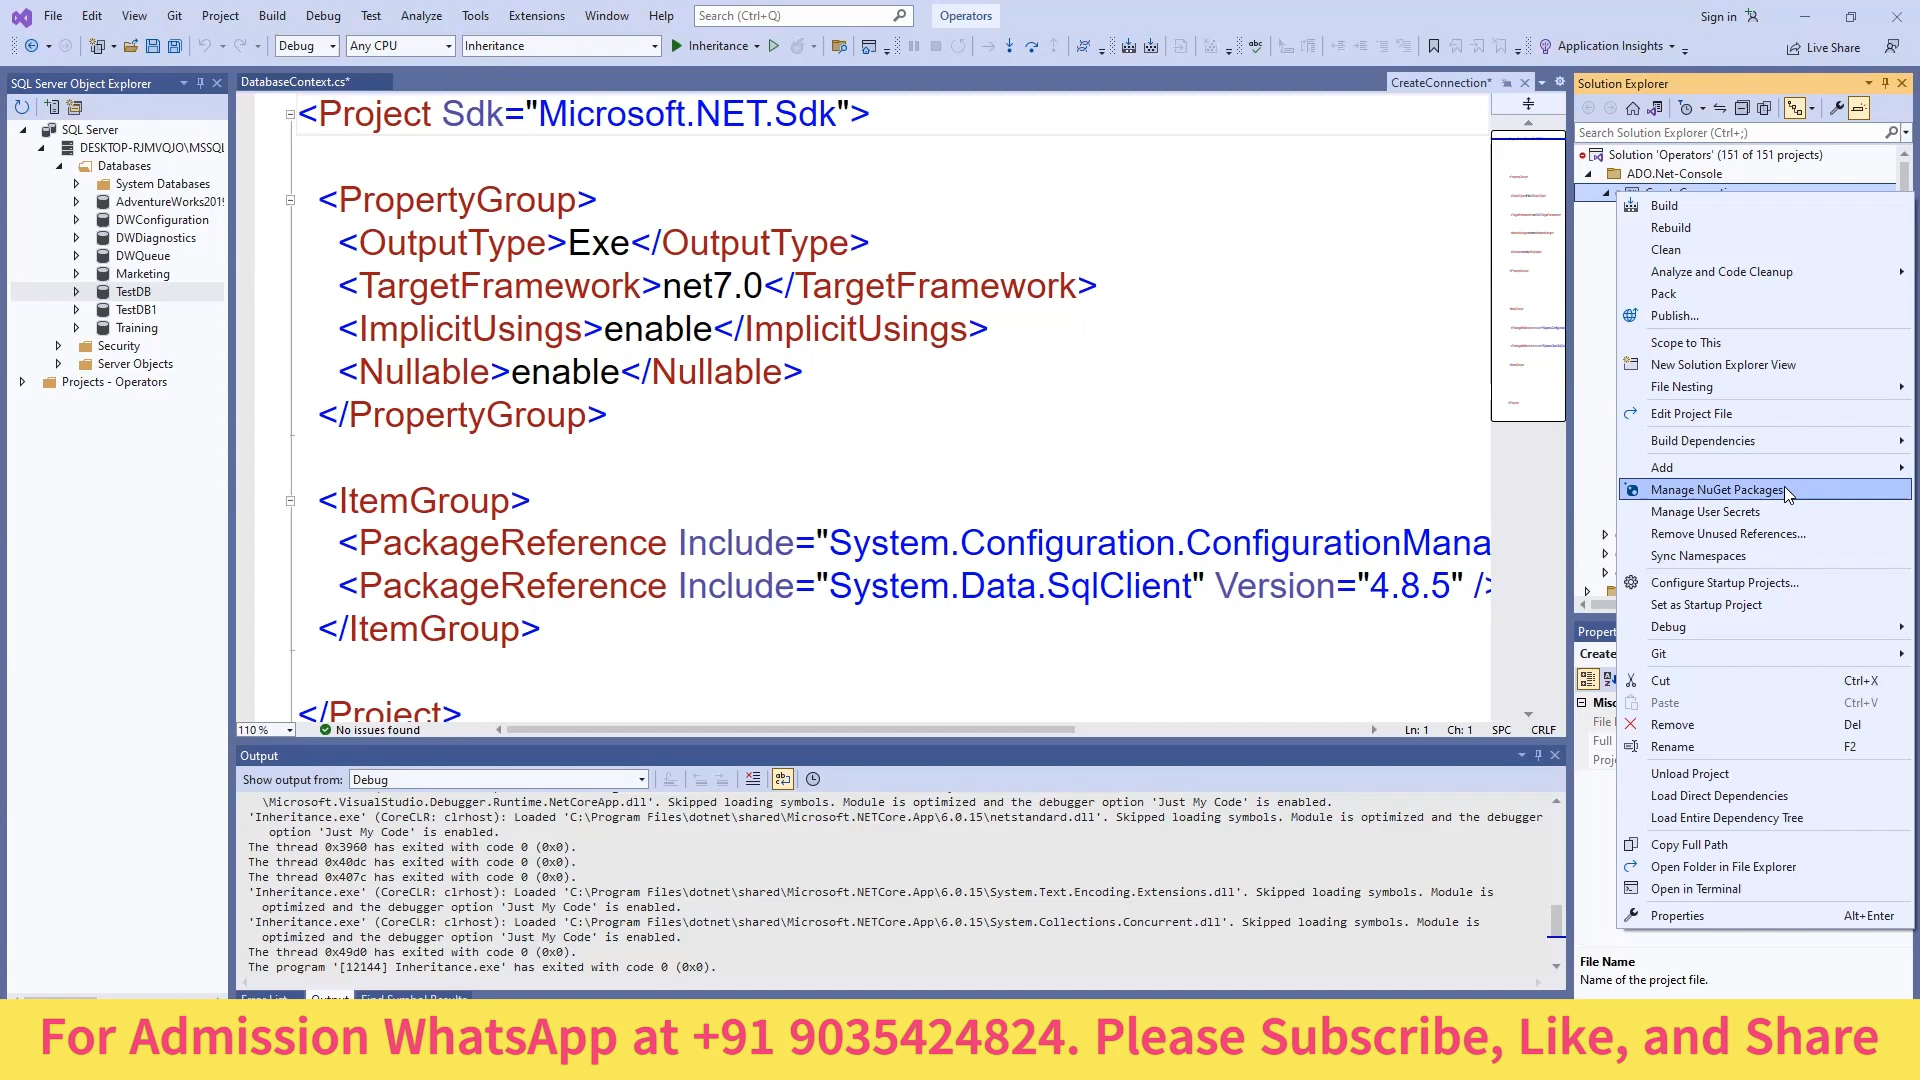 File Edit View Git Project Build Debug Test Analyze Tools Extensions Window Help Search (Ctrl+Q) Operators Sign in
Debug Any CPU Inheritance Inheritance Application Insights Live Share
SQL Server Object Explorer
SQL Server
DESKTOP-RJMVQJO\MSSQL
Databases
System Databases
AdventureWorks2019
DWConfiguration
DWDiagnostics
DWQueue
Marketing
TestDB
TestDB1
Training
Security
Server Objects
Projects - Operators
DatabaseContext.cs*
CreateConnection*
<Project Sdk="Microsoft.NET.Sdk">
<PropertyGroup>
<OutputType>Exe</OutputType>
<TargetFramework>net7.0</TargetFramework>
<ImplicitUsings>enable</ImplicitUsings>
<Nullable>enable</Nullable>
</PropertyGroup>
<ItemGroup>
<PackageReference Include="System.Configuration.ConfigurationMana
<PackageReference Include="System.Data.SqlClient" Version="4.8.5" />
</ItemGroup>
</Project>
110 % No issues found Ln: 1 Ch: 1 SPC CRLF
Output
Show output from: Debug
\Microsoft.VisualStudio.Debugger.Runtime.NetCoreApp.dll'. Skipped loading symbols. Module is optimized and the debugger option 'Just My Code' is enabled.
'Inheritance.exe' (CoreCLR: clrhost): Loaded 'C:\Program Files\dotnet\shared\Microsoft.NETCore.App\6.0.15\netstandard.dll'. Skipped loading symbols. Module is optimized and the debugger
option 'Just My Code' is enabled.
The thread 0x3960 has exited with code 0 (0x0).
The thread 0x40dc has exited with code 0 (0x0).
The thread 0x407c has exited with code 0 (0x0).
'Inheritance.exe' (CoreCLR: clrhost): Loaded 'C:\Program Files\dotnet\shared\Microsoft.NETCore.App\6.0.15\System.Text.Encoding.Extensions.dll'. Skipped loading symbols. Module is
optimized and the debugger option 'Just My Code' is enabled.
'Inheritance.exe' (CoreCLR: clrhost): Loaded 'C:\Program Files\dotnet\shared\Microsoft.NETCore.App\6.0.15\System.Collections.Concurrent.dll'. Skipped loading symbols. Module is
optimized and the debugger option 'Just My Code' is enabled.
The thread 0x49d0 has exited with code 0 (0x0).
The program '[12144] Inheritance.exe' has exited with code 0 (0x0).
Error List Output Find Symbol Results
Solution Explorer
Search Solution Explorer (Ctrl+;)
Solution 'Operators' (151 of 151 projects)
ADO.Net-Console
Build
Rebuild
Clean
Analyze and Code Cleanup
Pack
Publish...
Scope to This
New Solution Explorer View
File Nesting
Edit Project File
Build Dependencies
Add
Manage NuGet Packages
Manage User Secrets
Remove Unused References...
Sync Namespaces
Configure Startup Projects...
Set as Startup Project
Debug
Git
Cut Ctrl+X
Paste Ctrl+V
Remove Del
Rename F2
Unload Project
Load Direct Dependencies
Load Entire Dependency Tree
Copy Full Path
Open Folder in File Explorer
Open in Terminal
Properties Alt+Enter
Propert
Create
Misc
File
Full
Proje
File Name
Name of the project file.
For Admission WhatsApp at +91 9035424824. Please Subscribe, Like, and Share